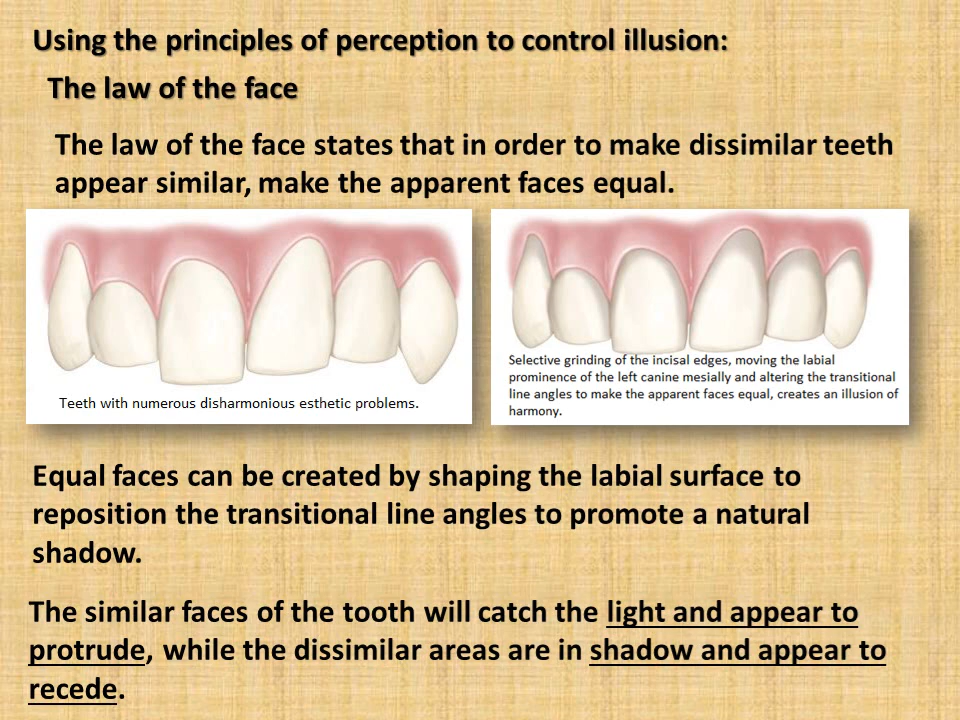 Using the principles of perception to control illusion:
The law of the face
The law of the face states that in order to make dissimilar teeth
appear similar, make the apparent faces equal.
Teeth with numerous disharmonious esthetic problems.
Selective grinding of the incisal edges, moving the labial
prominence of the left canine mesially and altering the transitional
line angles to make the apparent faces equal, creates an illusion of
harmony.
Equal faces can be created by shaping the labial surface to
reposition the transitional line angles to promote a natural
shadow.
The similar faces of the tooth will catch the light and appear to
protrude, while the dissimilar areas are in shadow and appear to
recede.